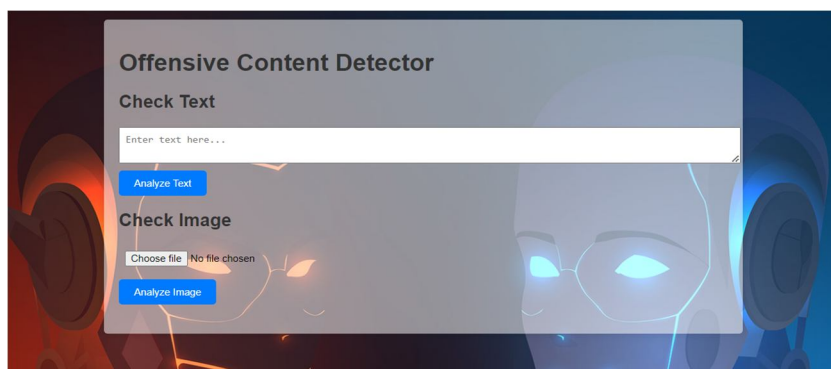 Offensive Content Detector
Check Text
Enter text here...
Analyze Text
Check Image
Choose file No file chosen
Analyze Image